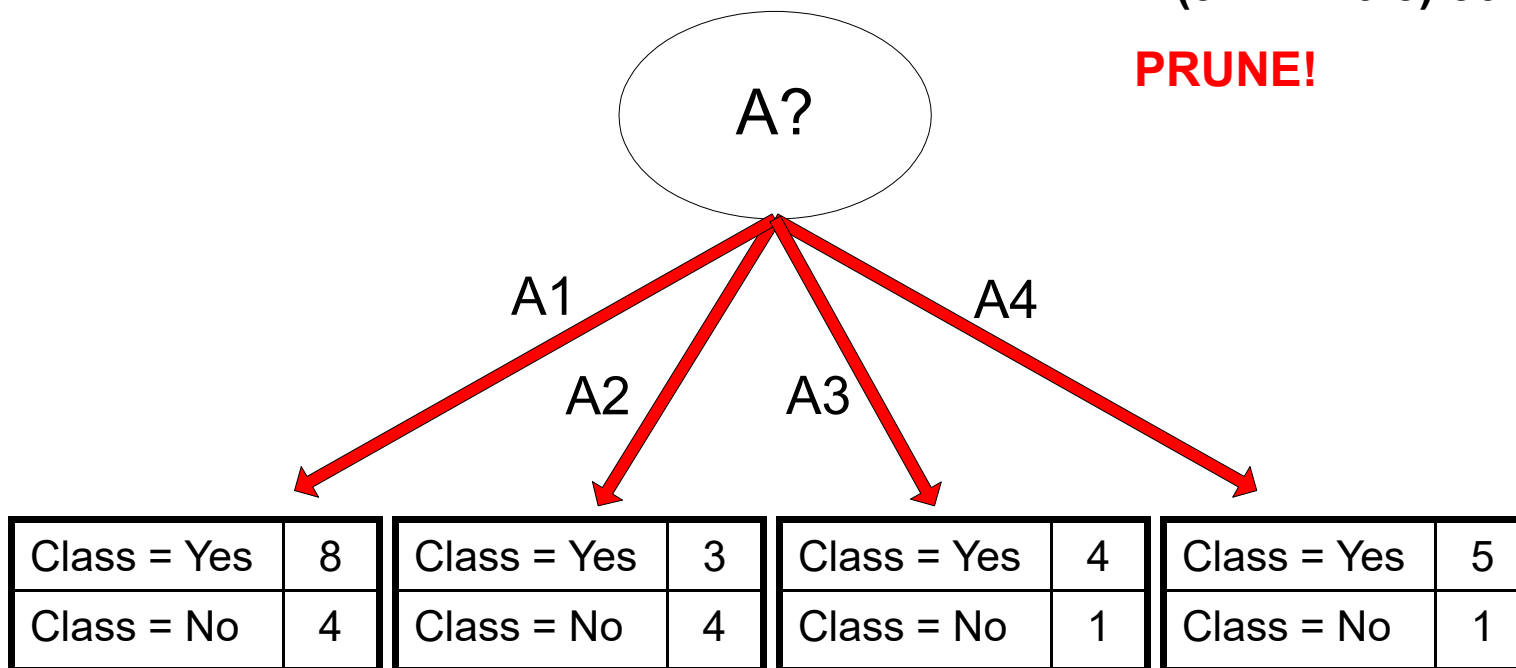 PRUNE!
A?
A1
A4
A2
A3
Class = Yes 8
Class = No 4
Class = Yes 3
Class = No 4
Class = Yes 4
Class = No 1
Class = Yes 5
Class = No 1